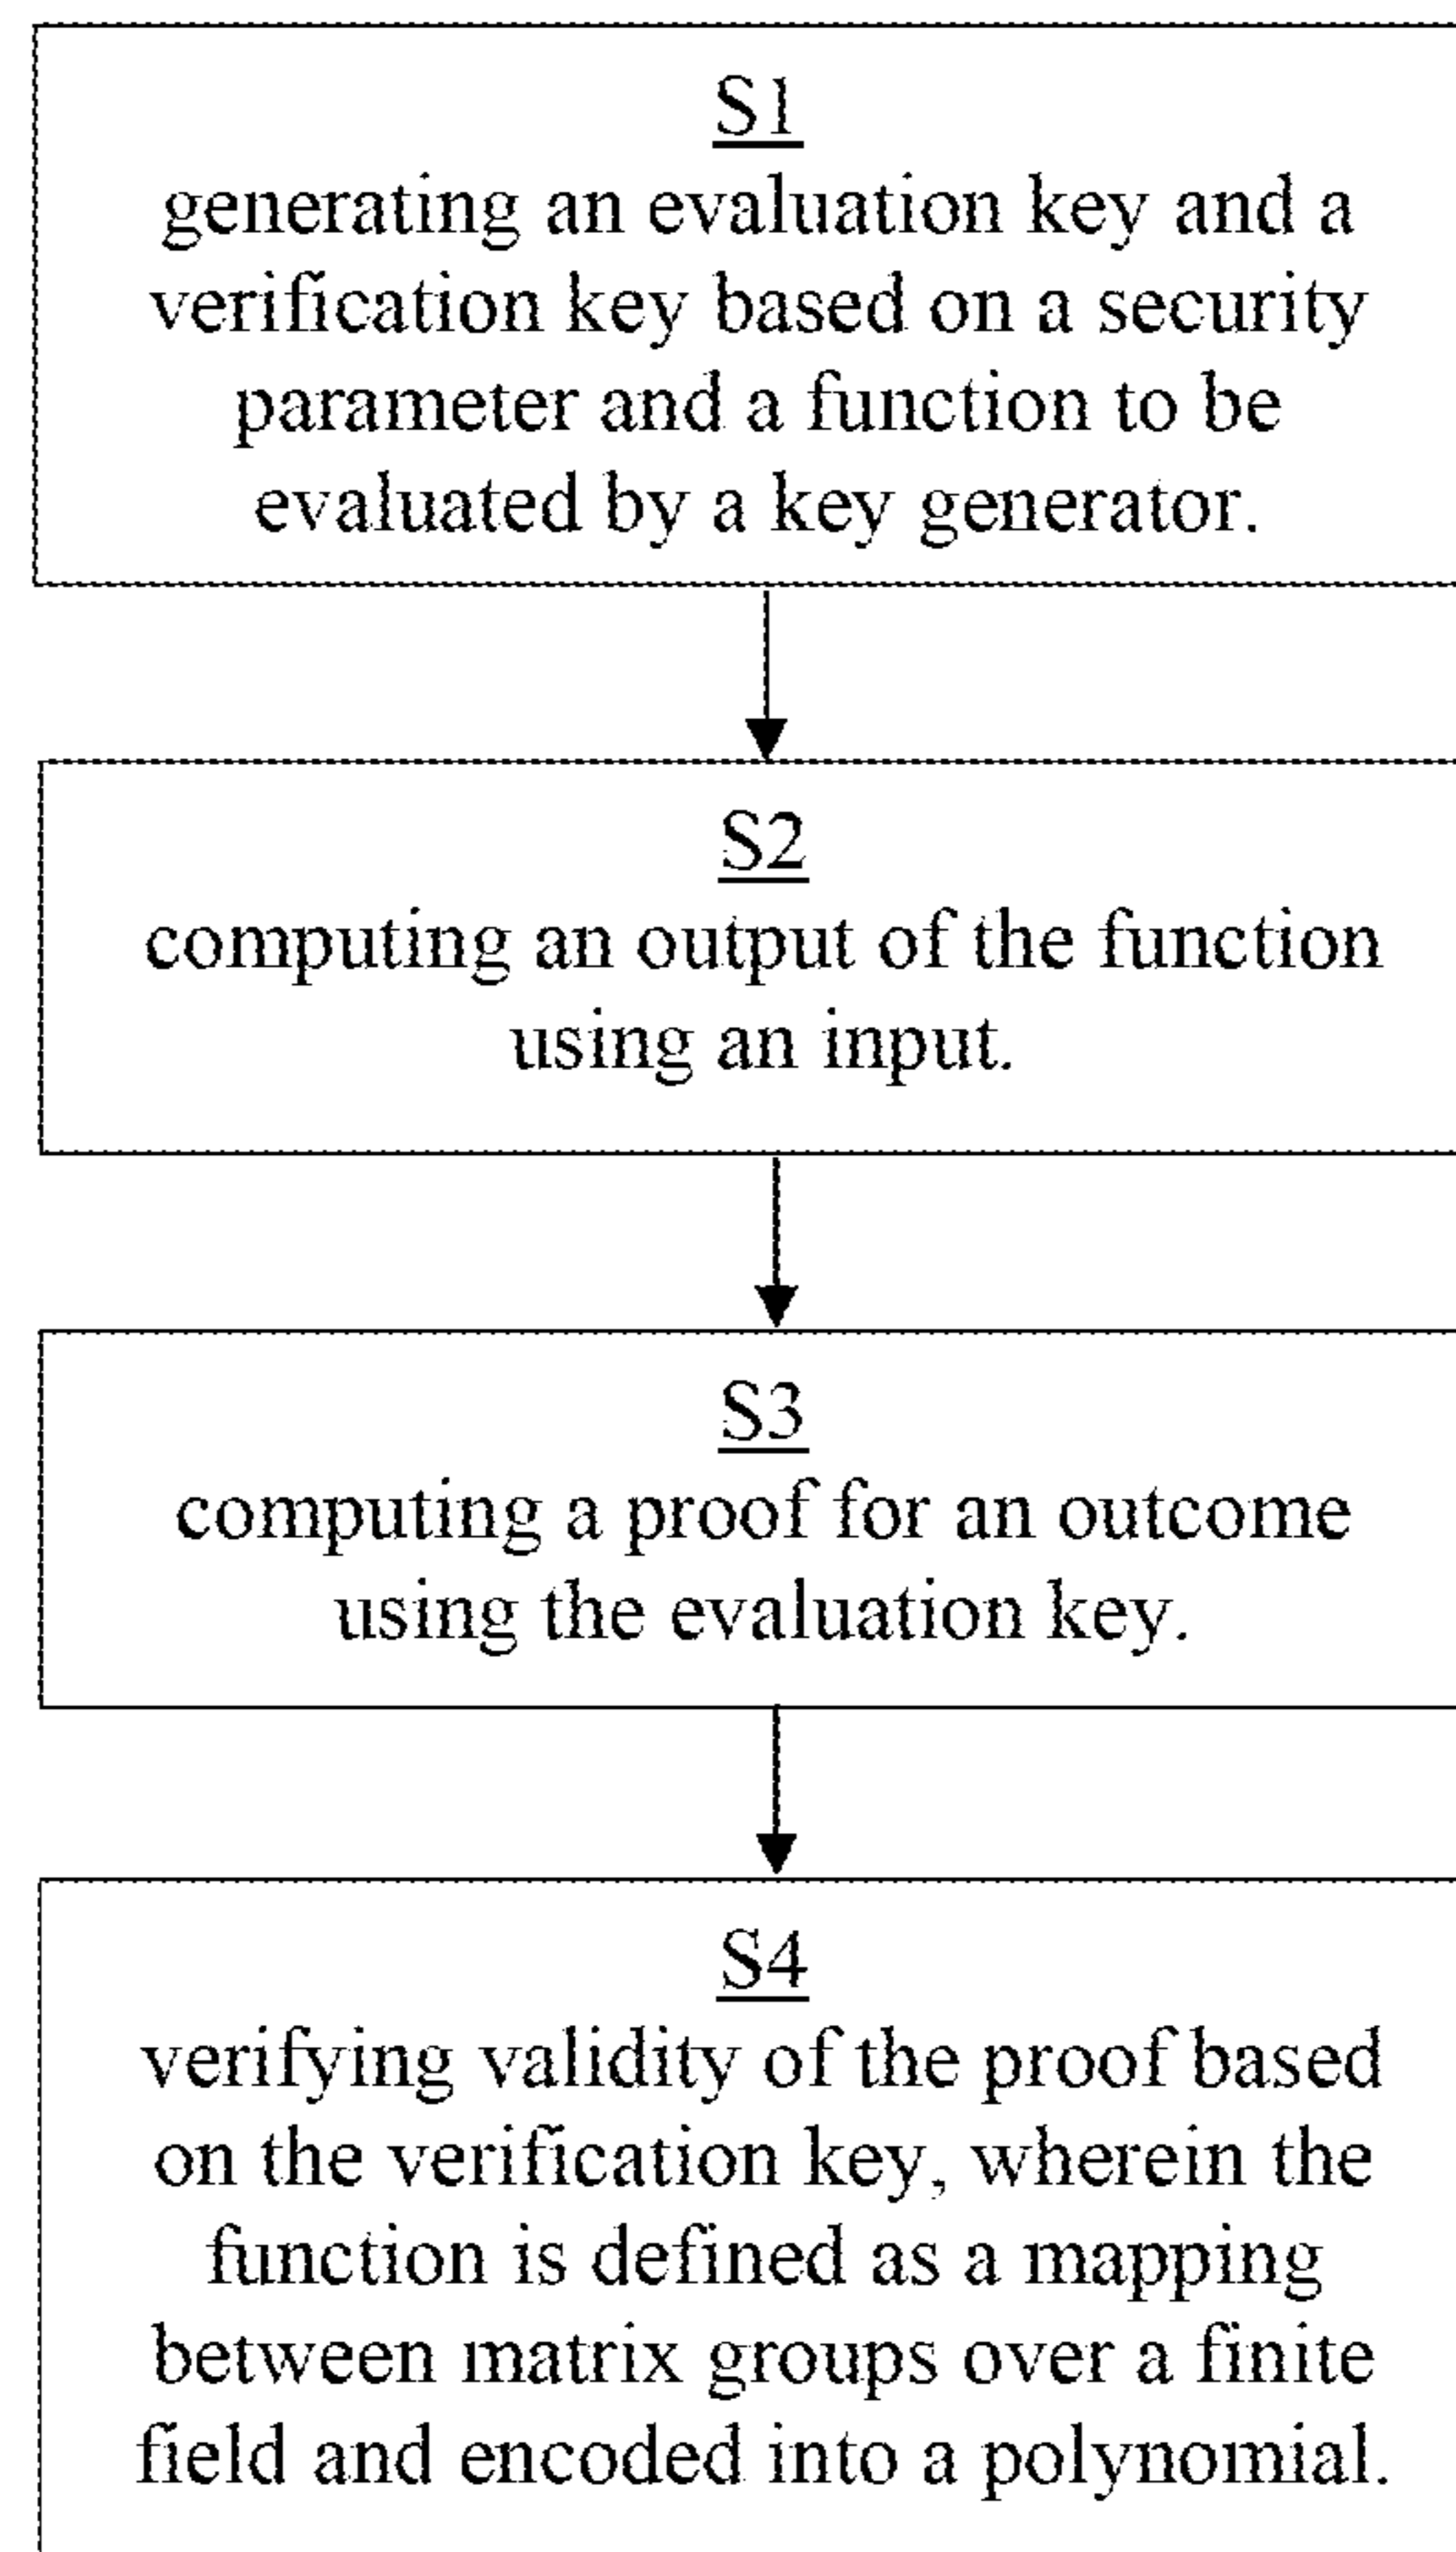 S1
generating an evaluation key and a
verification key based on a security
parameter and a function to be
evaluated by a key generator.
S2
computing an output of the function
using an input.
S3
computing a proof for an outcome
using the evaluation key.
S4
verifying validity of the proof based
on the verification key, wherein the
function is defined as a mapping
between matrix groups over a finite
field and encoded into a polynomial.